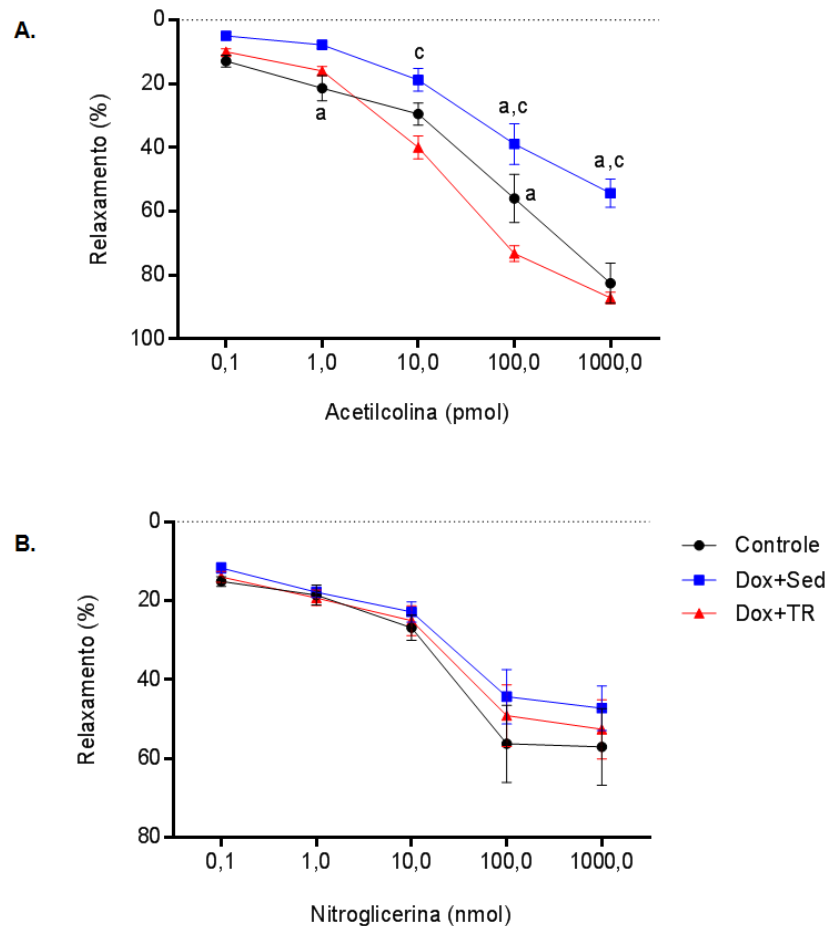 A.
Relaxamento (%)
0
20
40
60
80
100
a
c
a,c
a
a,c
0,1 1,0 10,0 100,0 1000,0
Acetilcolina (pmol)
B.
Relaxamento (%)
0
20
40
60
80
0,1 1,0 10,0 100,0 1000,0
Nitroglicerina (nmol)
Controle
Dox+Sed
Dox+TR